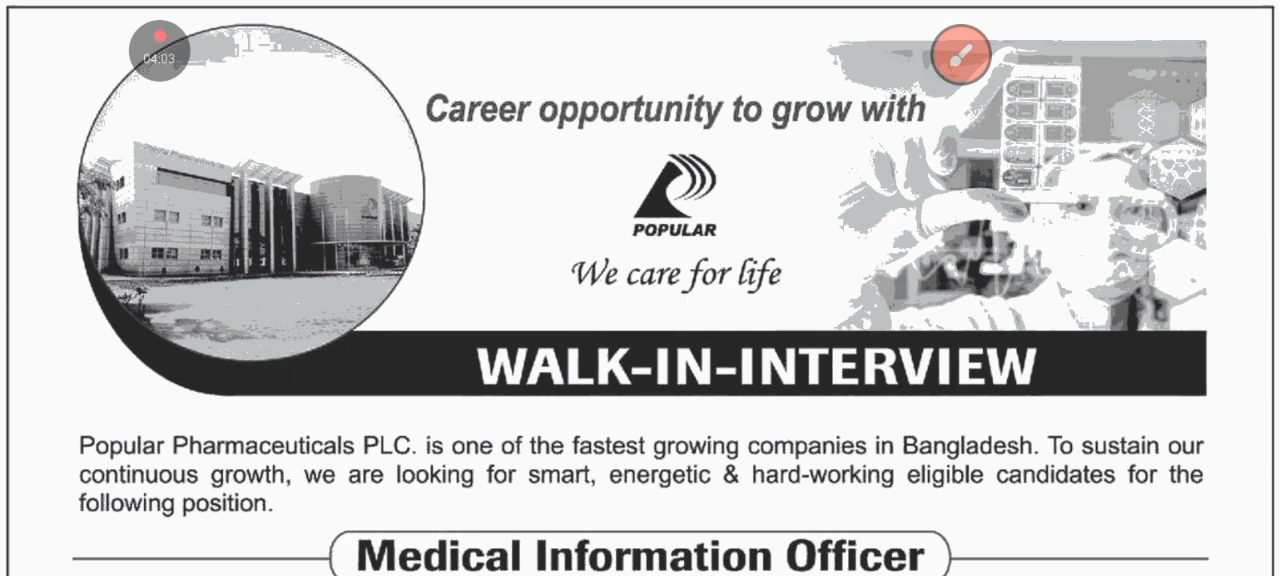 04:03
Career opportunity to grow with
POPULAR
We care for life
WALK-IN-INTERVIEW
Popular Pharmaceuticals PLC. is one of the fastest growing companies in Bangladesh. To sustain our
continuous growth, we are looking for smart, energetic & hard-working eligible candidates for the
following position.
Medical Information Officer